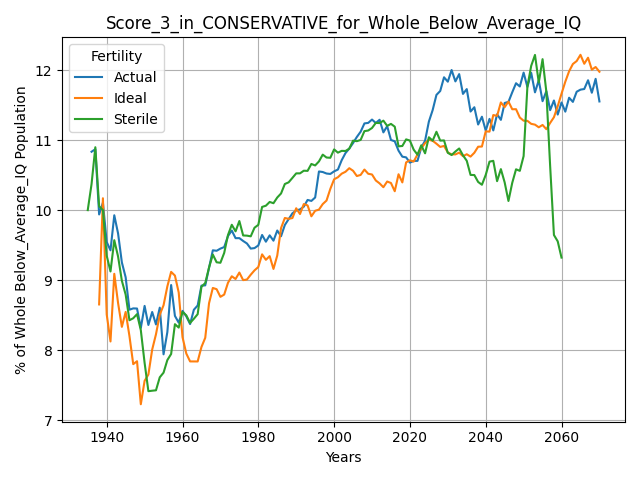 Score_3_in_CONSERVATIVE_for_Whole_Below_Average_IQ
% of Whole Below_Average_IQ Population
12
11
10
9
8
7
Fertility
Actual
Ideal
Sterile
1940 1960 1980 2000 2020 2040 2060
Years